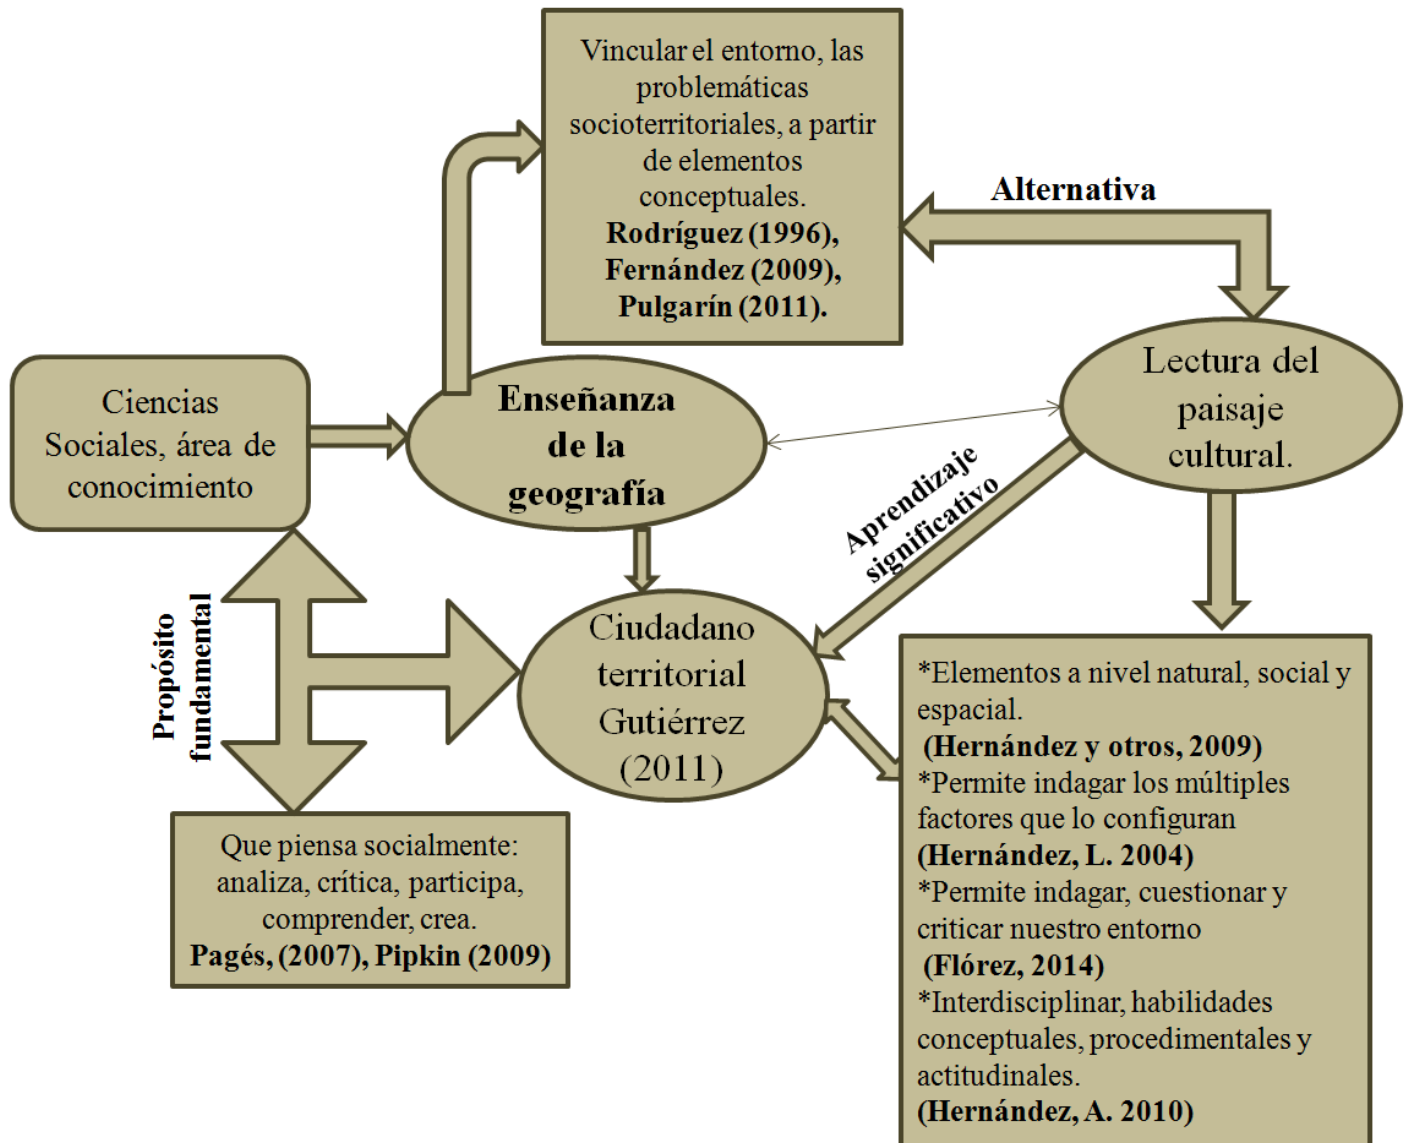 Vincular el entorno, las
problemáticas
socioterritoriales, a partir
de elementos
conceptuales.
Rodríguez (1996),
Fernández (2009),
Pulgarín (2011).
Alternativa
Lectura del
paisaje
cultural.
Ciencias
Sociales, área de
conocimiento
Enseñanza
de la
geografía
Aprendizaje
significativo
Propósito
fundamental
Ciudadano
territorial
Gutiérrez
(2011)
Que piensa socialmente:
analiza, crítica, participa,
comprender, crea.
Pagés, (2007), Pipkin (2009)
*Elementos a nivel natural, social y
espacial.
(Hernández y otros, 2009)
*Permite indagar los múltiples
factores que lo configuran
(Hernández, L. 2004)
*Permite indagar, cuestionar y
criticar nuestro entorno
(Flórez, 2014)
*Interdisciplinar, habilidades
conceptuales, procedimentales y
actitudinales.
(Hernández, A. 2010)